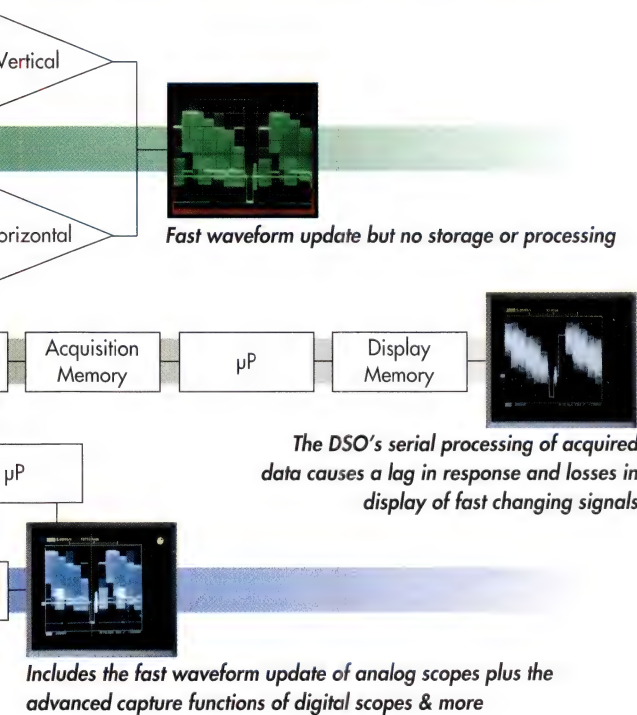 Vertical
orizontal
Fast waveform update but no storage or processing
Acquisition
Memory
µP
Display
Memory
The DSO's serial processing of acquired
data causes a lag in response and losses in
display of fast changing signals
µP
Includes the fast waveform update of analog scopes plus the
advanced capture functions of digital scopes & more